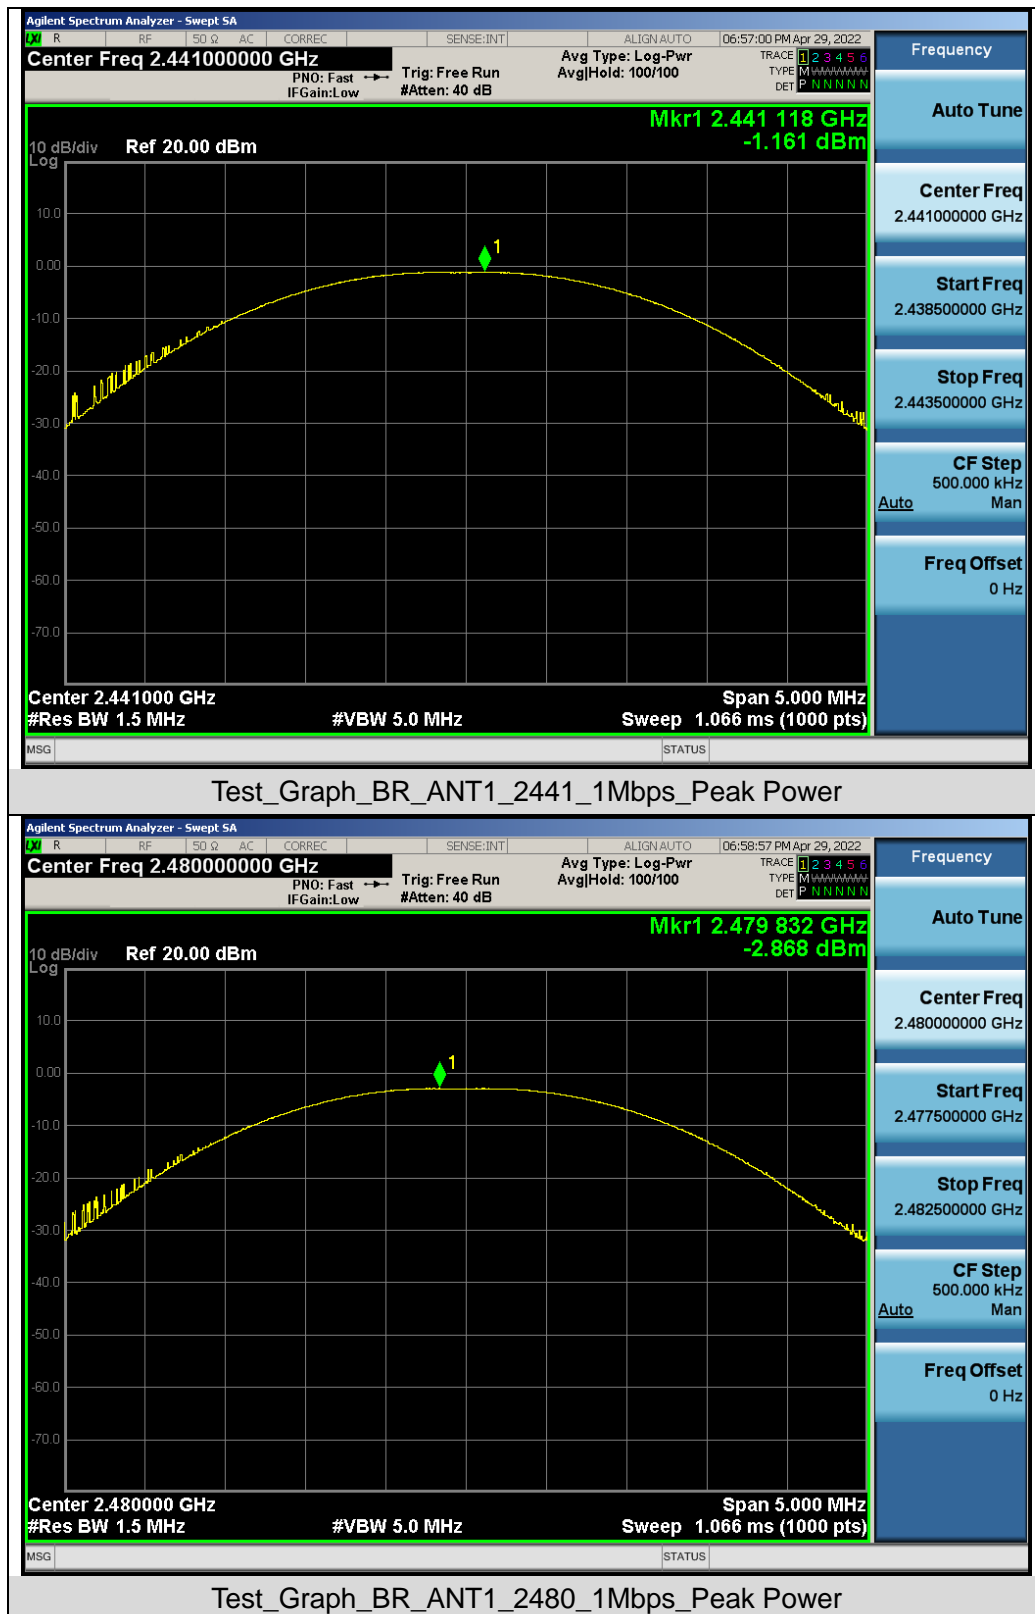 Agilent Spectrum Analyzer - Swept SA
LXI R RF 50 Ω AC CORREC SENSE:INT ALIGN AUTO 06:57:00 PM Apr 29, 2022
Center Freq 2.441000000 GHz
PNO: Fast
IFGain:Low
Trig: Free Run
#Atten: 40 dB
Avg Type: Log-Pwr
Avg|Hold: 100/100
TRACE 1 2 3 4 5 6
TYPE M WWWWW
DET P N N N N N
Mkr1 2.441 118 GHz
-1.161 dBm
10 dB/div Ref 20.00 dBm
Log
10.0
0.00
-10.0
-20.0
-30.0
-40.0
-50.0
-60.0
-70.0
1
Center 2.441000 GHz Span 5.000 MHz
#Res BW 1.5 MHz #VBW 5.0 MHz Sweep 1.066 ms (1000 pts)
MSG STATUS
Frequency
Auto Tune
Center Freq
2.441000000 GHz
Start Freq
2.438500000 GHz
Stop Freq
2.443500000 GHz
CF Step
500.000 kHz
Auto Man
Freq Offset
0 Hz
Test_Graph_BR_ANT1_2441_1Mbps_Peak Power
Agilent Spectrum Analyzer - Swept SA
LXI R RF 50 Ω AC CORREC SENSE:INT ALIGN AUTO 06:58:57 PM Apr 29, 2022
Center Freq 2.480000000 GHz
PNO: Fast
IFGain:Low
Trig: Free Run
#Atten: 40 dB
Avg Type: Log-Pwr
Avg|Hold: 100/100
TRACE 1 2 3 4 5 6
TYPE M WWWWW
DET P N N N N N
Mkr1 2.479 832 GHz
-2.868 dBm
10 dB/div Ref 20.00 dBm
Log
10.0
0.00
-10.0
-20.0
-30.0
-40.0
-50.0
-60.0
-70.0
1
Center 2.480000 GHz Span 5.000 MHz
#Res BW 1.5 MHz #VBW 5.0 MHz Sweep 1.066 ms (1000 pts)
MSG STATUS
Frequency
Auto Tune
Center Freq
2.480000000 GHz
Start Freq
2.477500000 GHz
Stop Freq
2.482500000 GHz
CF Step
500.000 kHz
Auto Man
Freq Offset
0 Hz
Test_Graph_BR_ANT1_2480_1Mbps_Peak Power